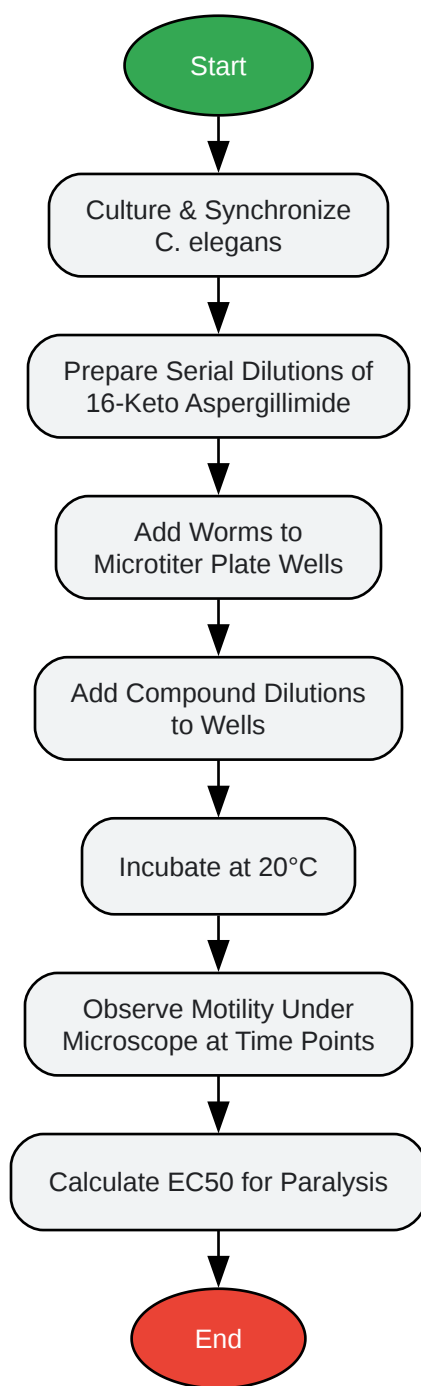 Start
Culture & Synchronize
C. elegans
Prepare Serial Dilutions of
16-Keto Aspergillimide
Add Worms to
Microtiter Plate Wells
Add Compound Dilutions
to Wells
Incubate at 20°C
Observe Motility Under
Microscope at Time Points
Calculate EC50 for Paralysis
End